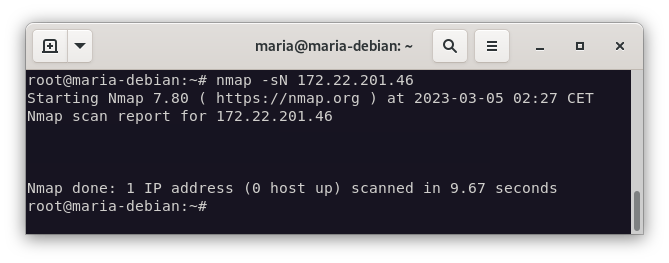 maria@maria-debian: ~
root@maria-debian:~# nmap -sN 172.22.201.46
Starting Nmap 7.80 ( https://nmap.org ) at 2023-03-05 02:27 CET
Nmap scan report for 172.22.201.46
Nmap done: 1 IP address (0 host up) scanned in 9.67 seconds
root@maria-debian:~#